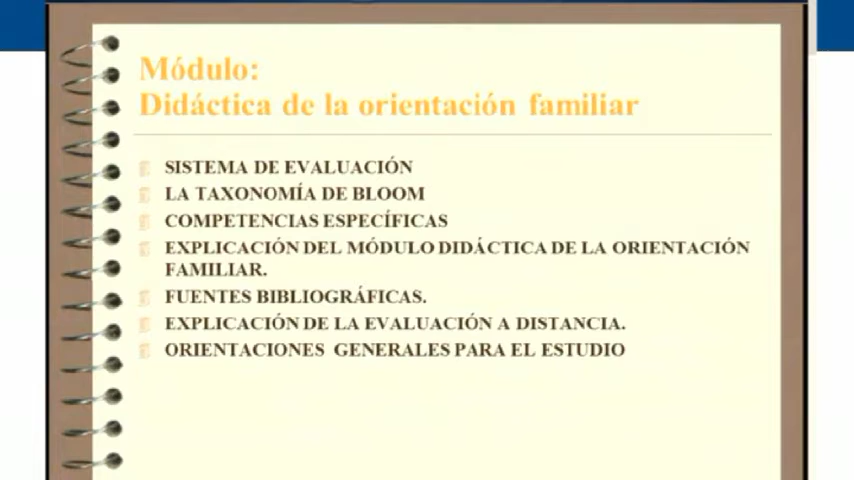 Módulo:
Didáctica de la orientación familiar
SISTEMA DE EVALUACIÓN
LA TAXONOMÍA DE BLOOM
COMPETENCIAS ESPECÍFICAS
EXPLICACIÓN DEL MÓDULO DIDÁCTICA DE LA ORIENTACIÓN
FAMILIAR.
FUENTES BIBLIOGRÁFICAS.
EXPLICACIÓN DE LA EVALUACIÓN A DISTANCIA.
ORIENTACIONES GENERALES PARA EL ESTUDIO